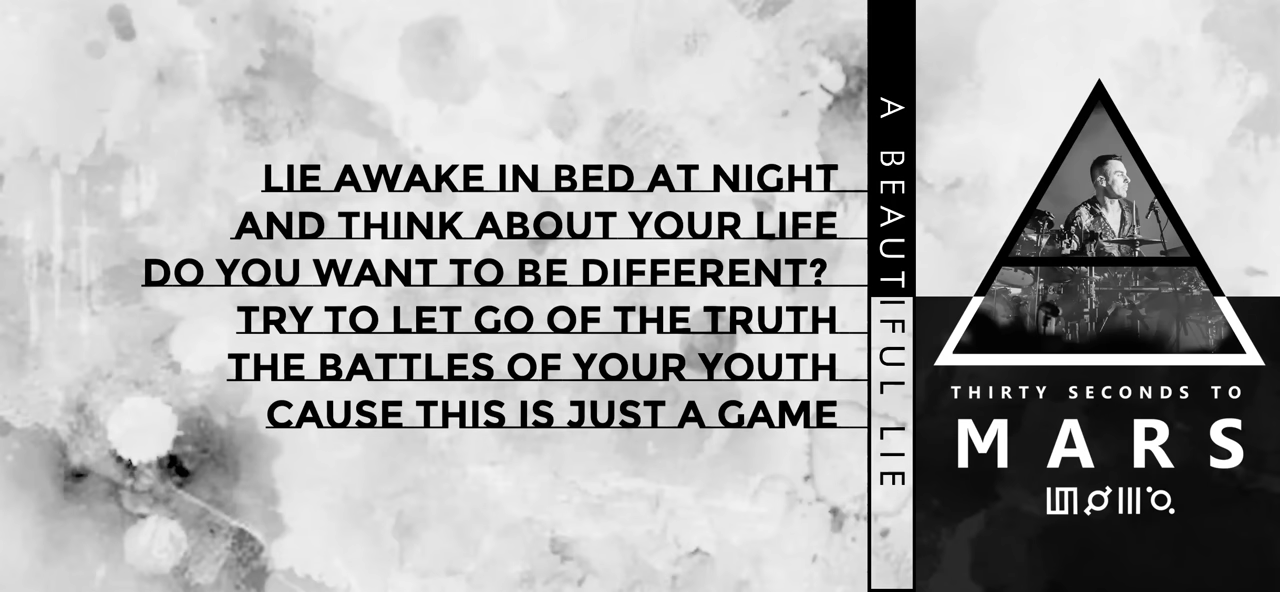 LIE AWAKE IN BED AT NIGHT
AND THINK ABOUT YOUR LIFE
DO YOU WANT TO BE DIFFERENT?
TRY TO LET GO OF THE TRUTH
THE BATTLES OF YOUR YOUTH
CAUSE THIS IS JUST A GAME
A BEAUTIFUL LIE
THIRTY SECONDS TO
MARS